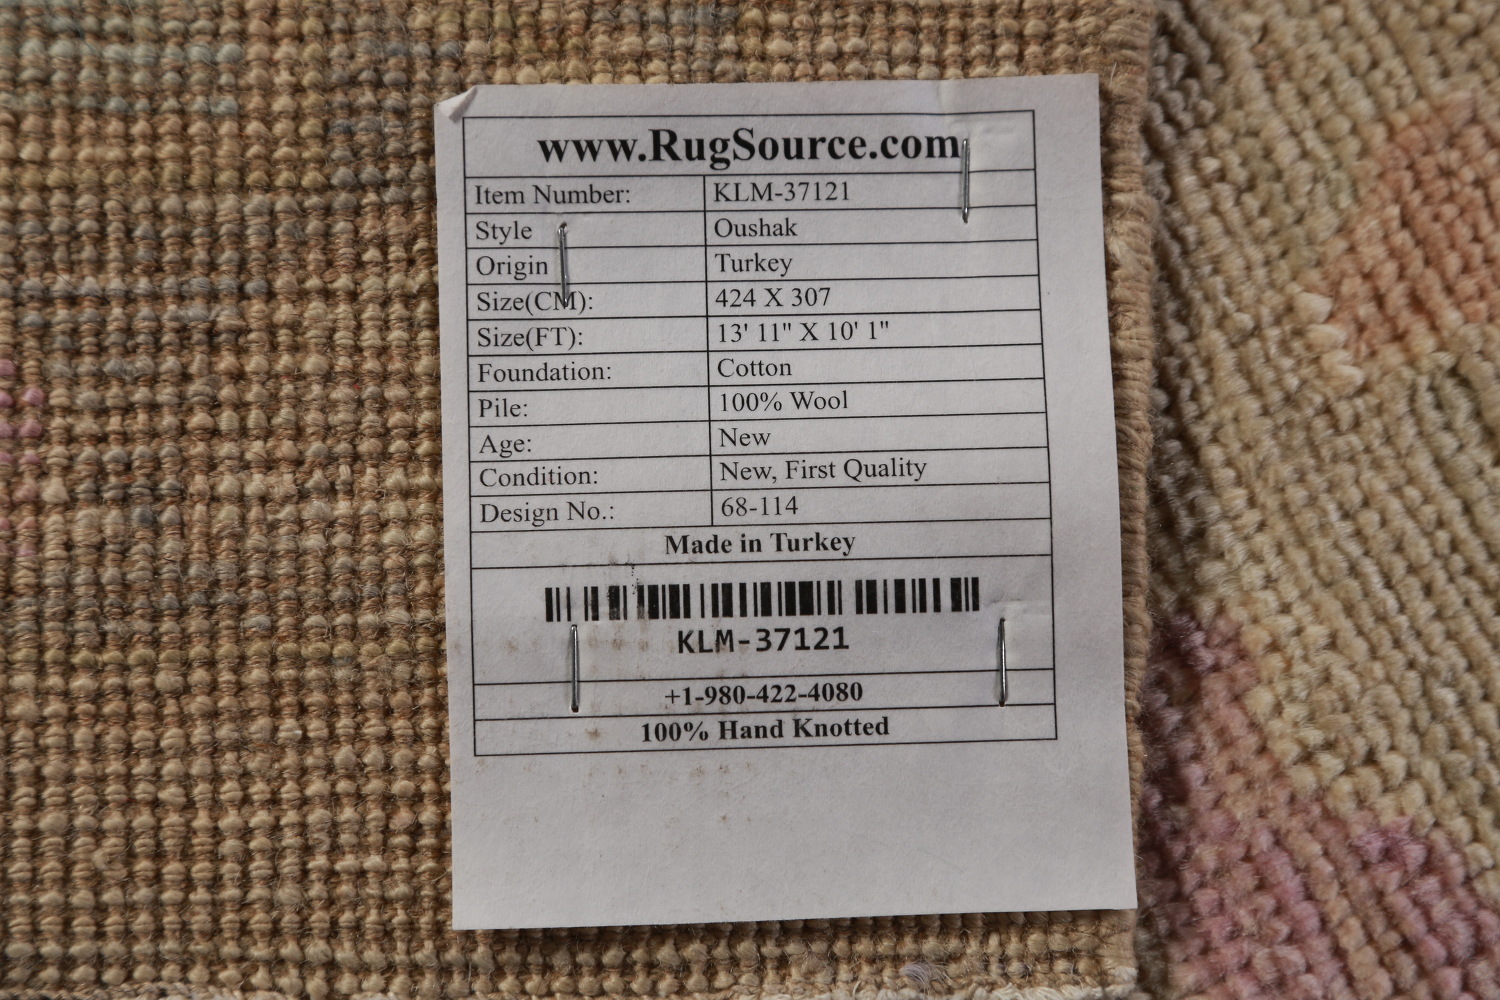 www.RugSource.com
Item Number: KLM-37121
Style Oushak
Origin Turkey
Size(CM): 424 X 307
Size(FT): 13' 11" X 10' 1"
Foundation: Cotton
Pile: 100% Wool
Age: New
Condition: New, First Quality
Design No.: 68-114
Made in Turkey
KLM-37121
+1-980-422-4080
100% Hand Knotted